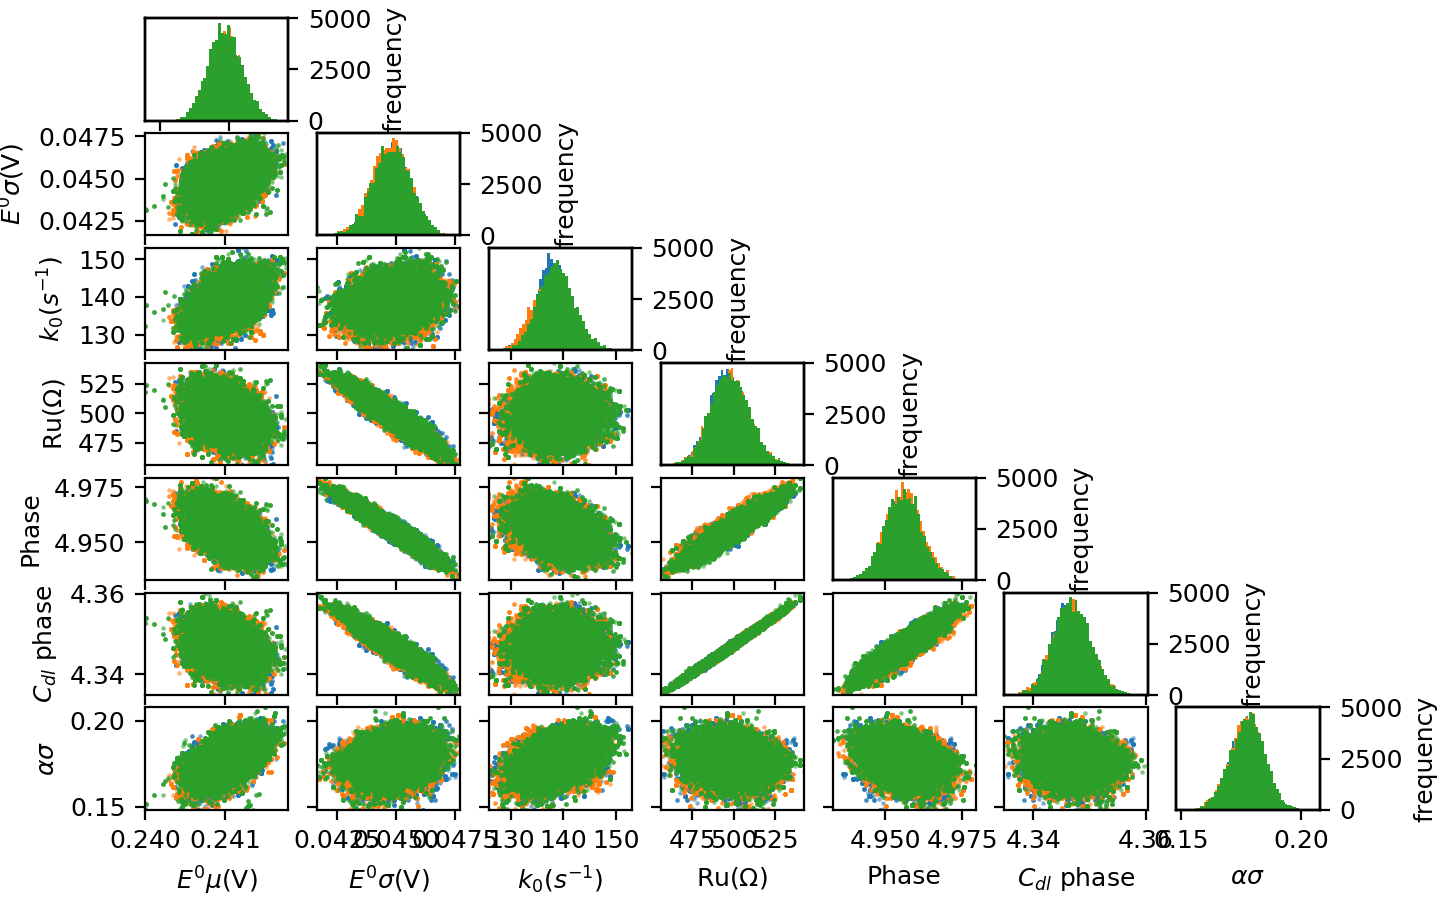 5000
2500
0
frequency
0.0475
0.0450
0.0425
E⁰σ(V)
5000
2500
0
frequency
150
140
130
k₀(s⁻¹)
5000
2500
0
frequency
525
500
475
Ru(Ω)
5000
2500
0
frequency
4.975
4.950
Phase
5000
2500
0
frequency
4.36
4.34
C_dl phase
5000
2500
0
frequency
0.20
0.15
ασ
5000
2500
0
frequency
0.240 0.241 0.0425 0.0450 0.0475 130 140 150 475 500 525 4.950 4.975 4.34 4.36 0.15 0.20
E⁰μ(V) E⁰σ(V) k₀(s⁻¹) Ru(Ω) Phase C_dl phase ασ